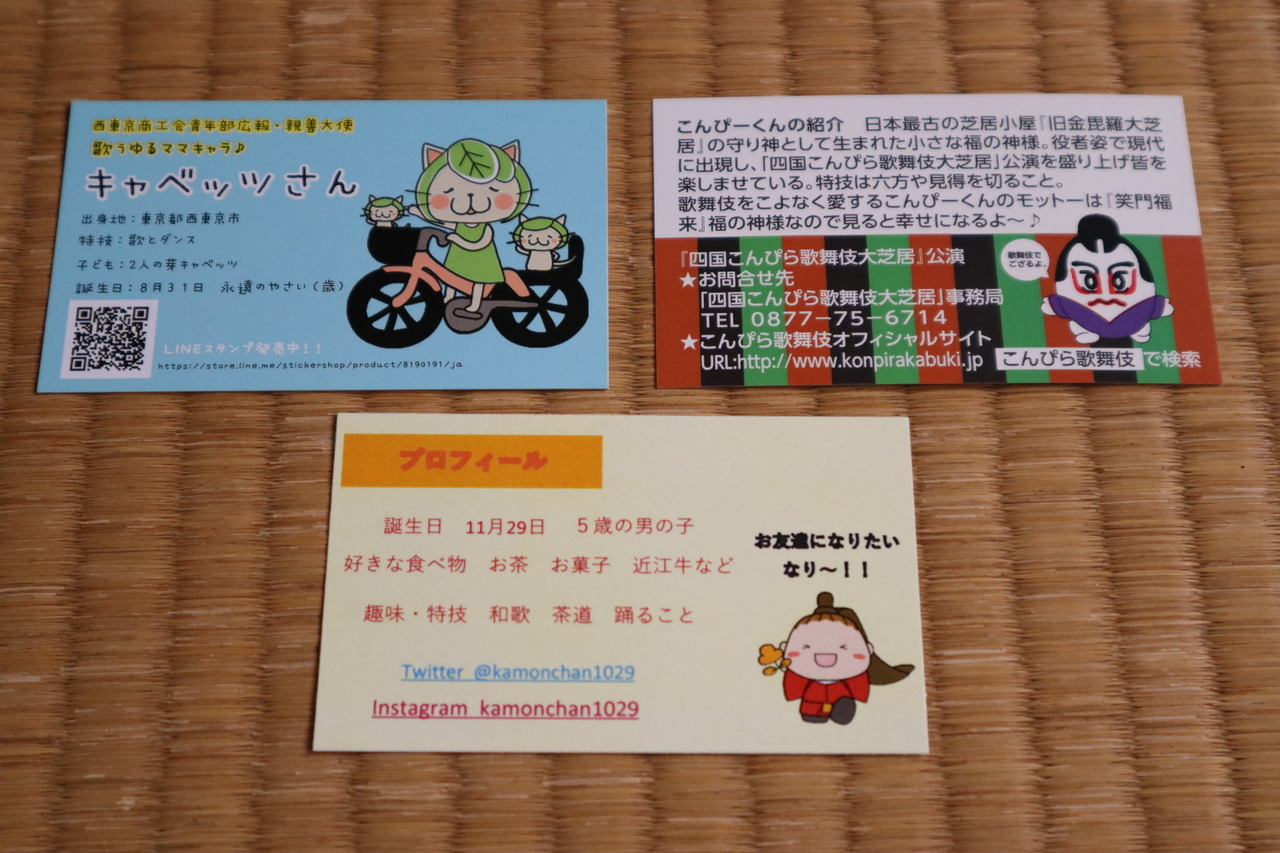 西東京商工会青年部広報・親善大使
歌うゆるママキャラ♪
キャベッツさん
出身地：東京都西東京市
特技：歌とダンス
子ども：2人の芽キャベッツ
誕生日：8月31日　永遠のやさい(歳)
LINEスタンプ発売中！！
https://store.line.me/stickershop/product/8190191/ja
こんぴーくんの紹介　日本最古の芝居小屋『旧金毘羅大芝
居』の守り神として生まれた小さな福の神様。役者姿で現代
に出現し、「四国こんぴら歌舞伎大芝居」公演を盛り上げ皆を
楽しませている。特技は六方や見得を切ること。
歌舞伎をこよなく愛するこんぴーくんのモットーは『笑門福
来』福の神様なので見ると幸せになるよ〜♪
歌舞伎で
ござるよ。
『四国こんぴら歌舞伎大芝居』公演
★お問合せ先
「四国こんぴら歌舞伎大芝居」事務局
TEL 0877-75-6714
★こんぴら歌舞伎オフィシャルサイト
URL:http://www.konpirakabuki.jp　こんぴら歌舞伎 で検索
プロフィール
誕生日　11月29日　５歳の男の子
好きな食べ物　お茶　お菓子　近江牛など
趣味・特技　和歌　茶道　踊ること
Twitter @kamonchan1029
Instagram kamonchan1029
お友達になりたい
なり〜！！